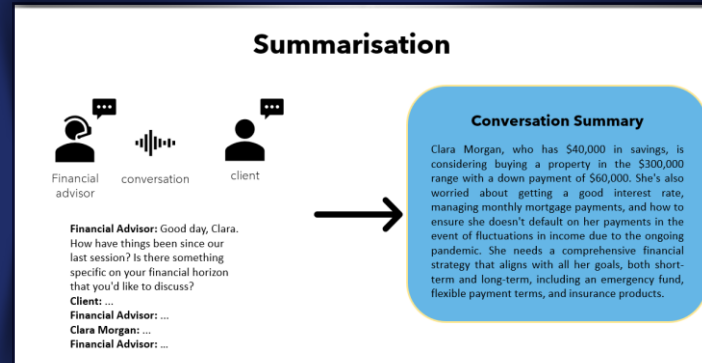 Summarisation
Financial
advisor
conversation
client
Financial Advisor: Good day, Clara.
How have things been since our
last session? Is there something
specific on your financial horizon
that you'd like to discuss?
Client: ...
Financial Advisor: ...
Clara Morgan: ...
Financial Advisor: ...
Conversation Summary
Clara Morgan, who has $40,000 in savings, is
considering buying a property in the $300,000
range with a down payment of $60,000. She's also
worried about getting a good interest rate,
managing monthly mortgage payments, and how to
ensure she doesn't default on her payments in the
event of fluctuations in income due to the ongoing
pandemic. She needs a comprehensive financial
strategy that aligns with all her goals, both short-
term and long-term, including an emergency fund,
flexible payment terms, and insurance products.